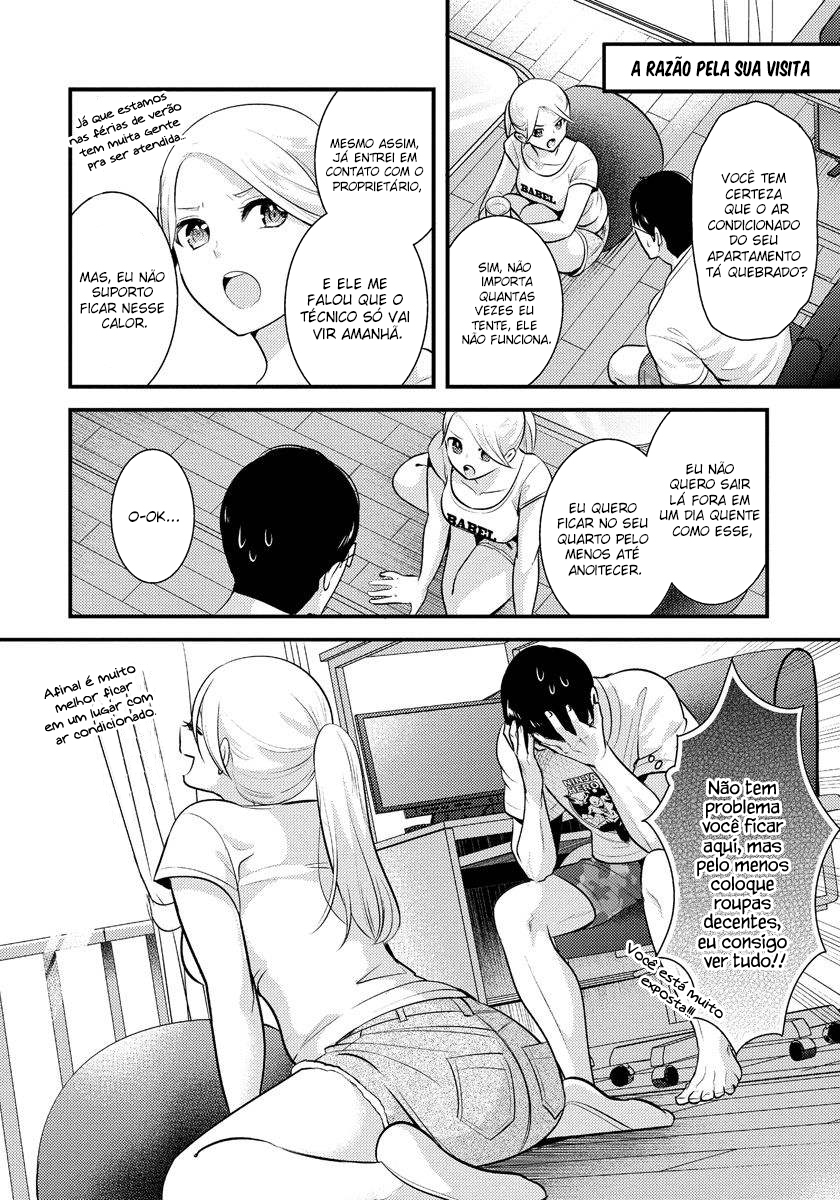 A RAZÃO PELA SUA VISITA
VOCÊ TEM
CERTEZA
QUE O AR
CONDICIONADO
DO SEU
APARTAMENTO
TÁ QUEBRADO?
BABEL
SIM, NÃO
IMPORTA
QUANTAS
VEZES EU
TENTE, ELE
NÃO FUNCIONA.
MESMO ASSIM,
JÁ ENTREI EM
CONTATO COM O
PROPRIETÁRIO,
Já que estamos
nas férias de verão
tem muita gente
pra ser atendida..
E ELE ME
FALOU QUE O
TÉCNICO SÓ VAI
VIR AMANHÃ.
MAS, EU NÃO
SUPORTO
FICAR NESSE
CALOR.
EU NÃO
QUERO SAIR
LÁ FORA EM
UM DIA QUENTE
COMO ESSE,
EU QUERO
FICAR NO SEU
QUARTO PELO
MENOS ATÉ
ANOITECER.
BABEL
O-OK...
Não tem
problema
você ficar
aqui, mas
pelo menos
coloque
roupas
decentes,
eu consigo
ver tudo!!
Você está muito
exposta!!!
Afinal é muito
melhor ficar
em um lugar com
ar condicionado.